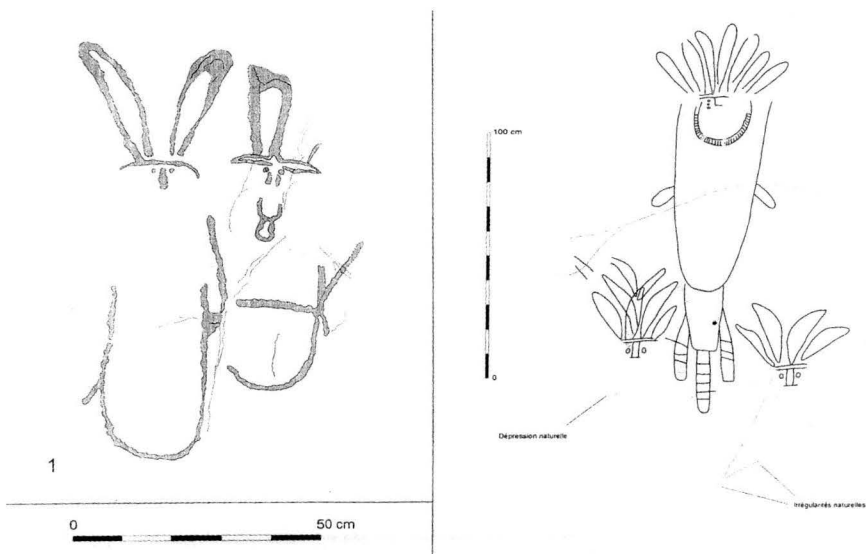 1
0
50 cm
100 cm
0
Dépression naturelle
Irrégularités naturelles